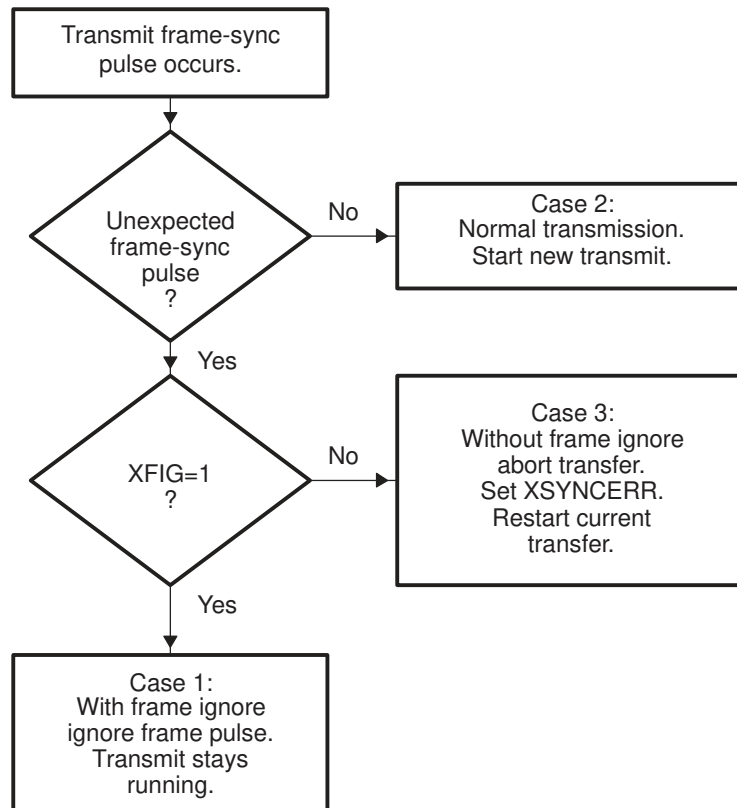 Transmit frame-sync
pulse occurs.
Unexpected
frame-sync
pulse
?
No
Case 2:
Normal transmission.
Start new transmit.
Yes
XFIG=1
?
No
Case 3:
Without frame ignore
abort transfer.
Set XSYNCERR.
Restart current
transfer.
Yes
Case 1:
With frame ignore
ignore frame pulse.
Transmit stays
running.